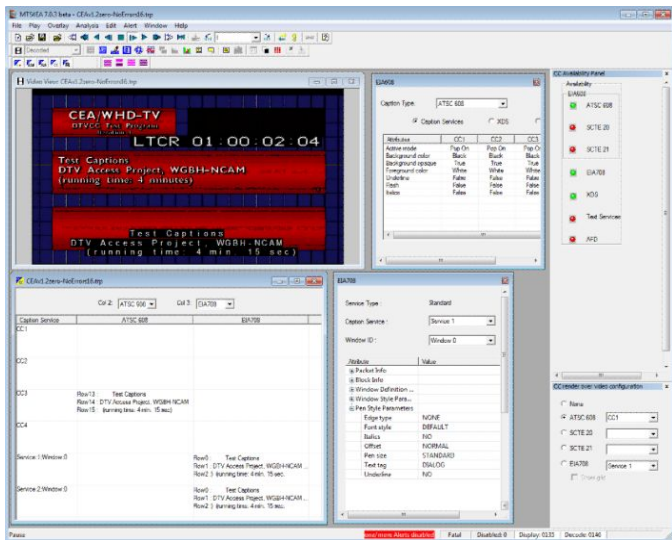 MTS4EA 7.0.3 beta - CEAv1.2zero-NoError16.trp
File Play Overlay Analysis Edit Alert Window Help
Decoded
Video View: CEAv1.2zero-NoError16.trp
CEA/WHD-TV
DTVCC Test Program
LTCR 01:00:02:04
Test Captions
DTV Access Project, WGBH-NCAM
(running time: 4 minutes)
Test Captions
DTV Access Project, WGBH-NCAM
(running time: 4 min. 15 sec)
EIA608
Caption Type: ATSC 608
Caption Services XDS
Attributes CC1 CC2 CC3
Active mode Pop On Pop On Pop On
Background color Black Black Black
Background opaque True True True
Foreground color White White White
Underline False False False
Flash False False False
Italics False False False
CC Availability Panel
Availability
EIA608
ATSC 608
SCTE 20
SCTE 21
EIA708
XDS
Text Services
AFD
CEAv1.2zero-NoError16.trp
Col 2: ATSC 608 Col 3: EIA708
Caption Service ATSC 608 EIA708
CC1
CC2
CC3
Row13 : Test Captions
Row14 : DTV Access Project, WGBH-NCAM
Row15 : (running time: 4 min. 15 sec)
CC4
Service:1:Window:0
Row0 : Test Captions
Row1 : DTV Access Project, WGBH-NCAM ...
Row2 : (running time: 4 min. 15 sec.
Service:2:Window:0
Row0 : Test Captions
Row1 : DTV Access Project, WGBH-NCAM ...
Row2 : (running time: 4 min. 15 sec.
EIA708
Service Type : Standard
Caption Service : Service 1
Window ID : Window 0
Attribute Value
Packet Info
Block Info
Window Definition ...
Window Style Para...
Pen Style Parameters
Edge type NONE
Font style DEFAULT
Italics NO
Offset NORMAL
Pen size STANDARD
Text tag DIALOG
Underline NO
CC render over video configuration
None
ATSC 608 CC1
SCTE 20
SCTE 21
EIA708 Service 1
Pause
one/more Alerts disabled Fatal Disabled: 0 Display: 0133 Decode: 0140